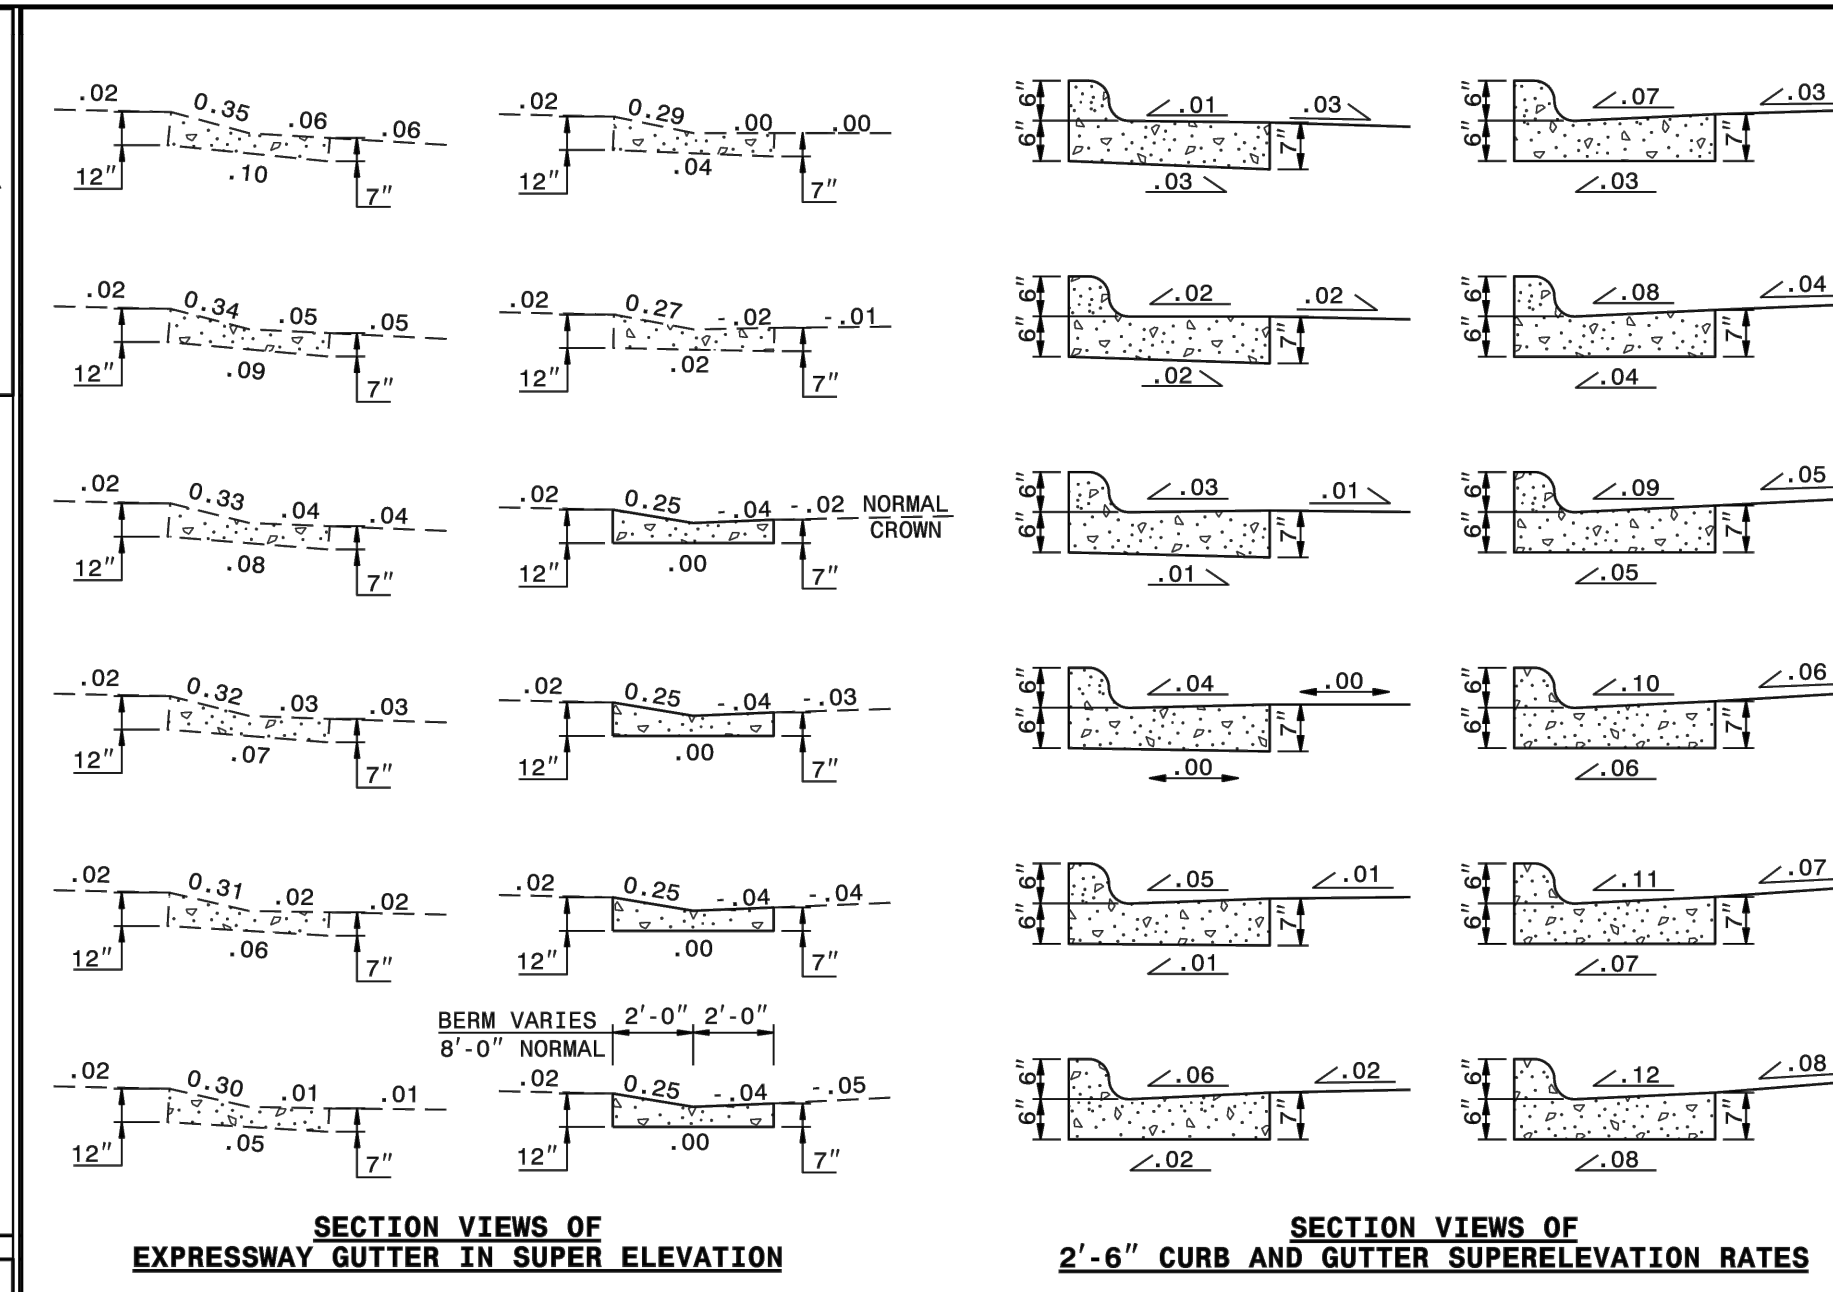 .02 0.35 .06 .06
12" .10 7"
.02 0.34 .05 .05
12" .09 7"
.02 0.33 .04 .04
12" .08 7"
.02 0.32 .03 .03
12" .07 7"
.02 0.31 .02 .02
12" .06 7"
.02 0.30 .01 .01
12" .05 7"
.02 0.29 .00 .00
12" .04 7"
.02 0.27 -.02 -.01
12" .02 7"
.02 0.25 -.04 -.02 NORMAL
CROWN
12" .00 7"
.02 0.25 -.04 -.03
12" .00 7"
.02 0.25 -.04 -.04
12" .00 7"
BERM VARIES 2'-0" 2'-0"
8'-0" NORMAL
.02 0.25 -.04 -.05
12" .00 7"
SECTION VIEWS OF
EXPRESSWAY GUTTER IN SUPER ELEVATION
6" .01 .03
6" 7"
.03
6" .02 .02
6" 7"
.02
6" .03 .01
6" 7"
.01
6" .04 .00
6" 7"
.00
6" .05 .01
6" 7"
.01
6" .06 .02
6" 7"
.02
6" .07 .03
6" 7"
.03
6" .08 .04
6" 7"
.04
6" .09 .05
6" 7"
.05
6" .10 .06
6" 7"
.06
6" .11 .07
6" 7"
.07
6" .12 .08
6" 7"
.08
SECTION VIEWS OF
2'-6" CURB AND GUTTER SUPERELEVATION RATES